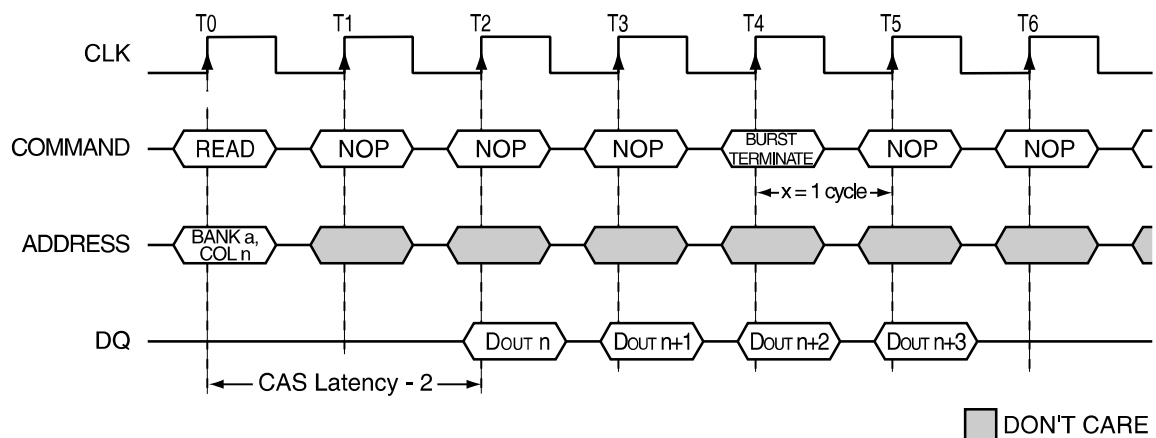 T0 T1 T2 T3 T4 T5 T6
CLK
COMMAND READ NOP NOP NOP BURST TERMINATE NOP NOP
x = 1 cycle
ADDRESS BANK a, COL n
DQ DOUT n DOUT n+1 DOUT n+2 DOUT n+3
CAS Latency - 2
DON'T CARE